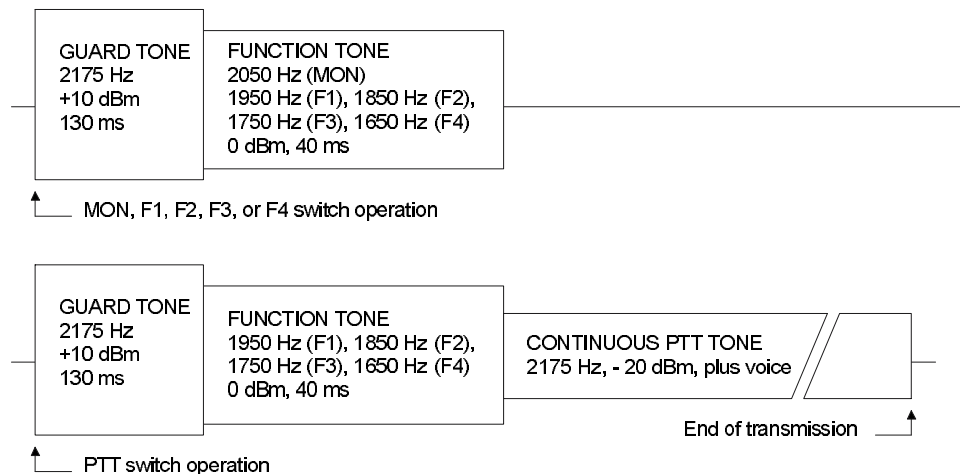 GUARD TONE
2175 Hz
+10 dBm
130 ms
FUNCTION TONE
2050 Hz (MON)
1950 Hz (F1), 1850 Hz (F2),
1750 Hz (F3), 1650 Hz (F4)
0 dBm, 40 ms
MON, F1, F2, F3, or F4 switch operation
GUARD TONE
2175 Hz
+10 dBm
130 ms
FUNCTION TONE
1950 Hz (F1), 1850 Hz (F2),
1750 Hz (F3), 1650 Hz (F4)
0 dBm, 40 ms
CONTINUOUS PTT TONE
2175 Hz, - 20 dBm, plus voice
End of transmission
PTT switch operation